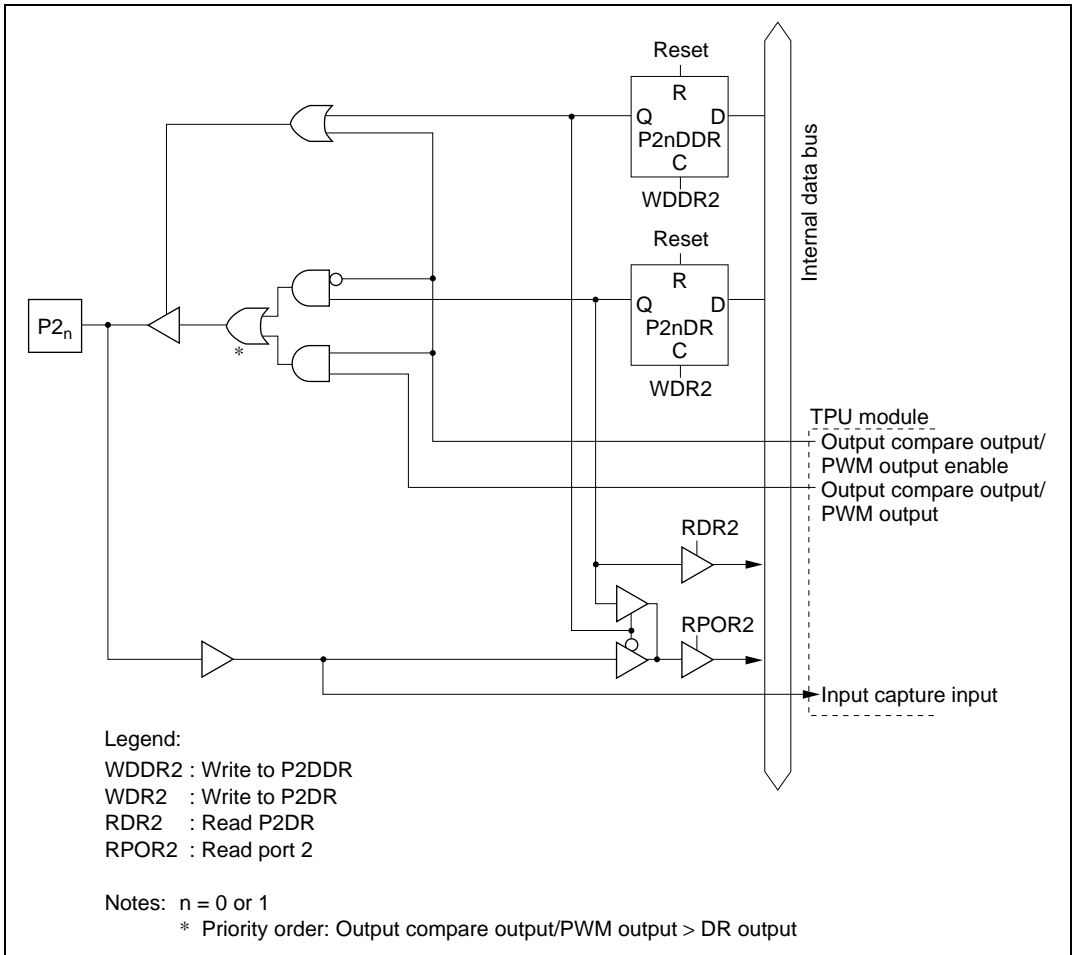 Reset
R
Q D
P2nDDR
C
WDDR2
Reset
R
Q D
P2nDR
C
WDR2
Internal data bus
P2n
*
TPU module
Output compare output/
PWM output enable
Output compare output/
PWM output
RDR2
RPOR2
Input capture input
Legend:
WDDR2 : Write to P2DDR
WDR2 : Write to P2DR
RDR2 : Read P2DR
RPOR2 : Read port 2
Notes: n = 0 or 1
* Priority order: Output compare output/PWM output > DR output